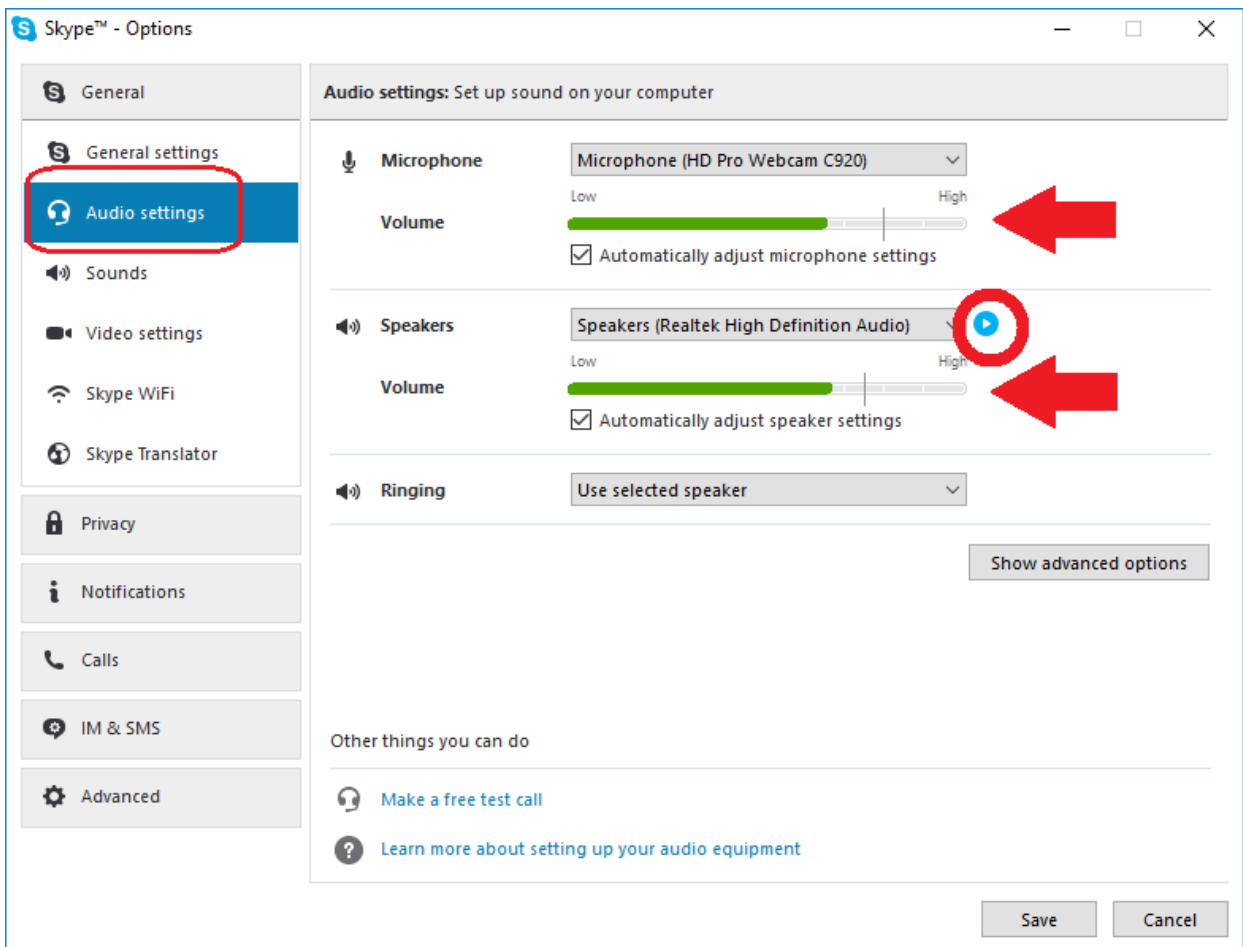 Skype™ - Options
General
General settings
Audio settings
Sounds
Video settings
Skype WiFi
Skype Translator
Privacy
Notifications
Calls
IM & SMS
Advanced
Audio settings: Set up sound on your computer
Microphone Microphone (HD Pro Webcam C920)
Low High
Volume
Automatically adjust microphone settings
Speakers Speakers (Realtek High Definition Audio)
Low High
Volume
Automatically adjust speaker settings
Ringing Use selected speaker
Show advanced options
Other things you can do
Make a free test call
Learn more about setting up your audio equipment
Save Cancel